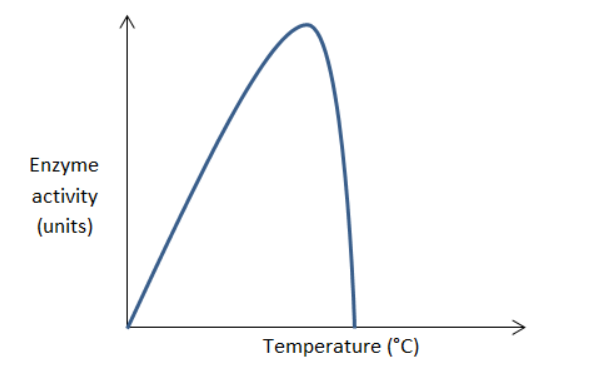 Enzyme
activity
(units)
Temperature (°C)